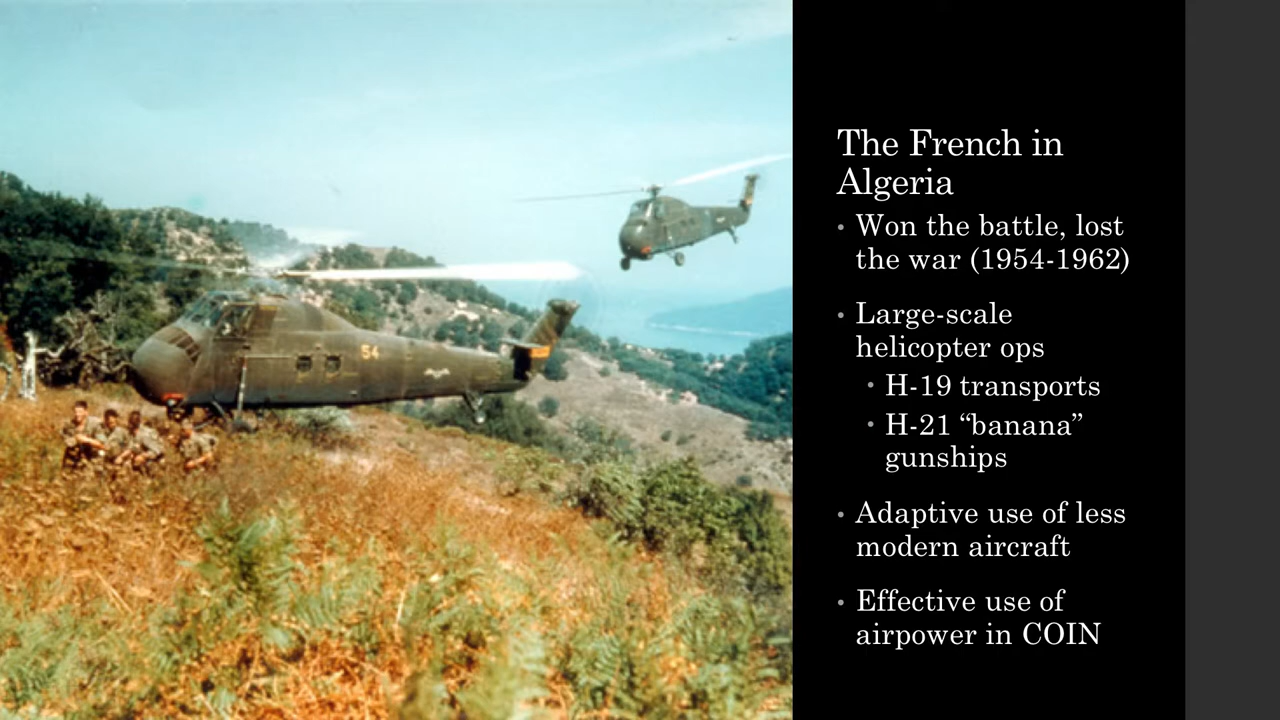 The French in
Algeria
• Won the battle, lost
the war (1954-1962)
• Large-scale
helicopter ops
• H-19 transports
• H-21 “banana”
gunships
• Adaptive use of less
modern aircraft
• Effective use of
airpower in COIN
54